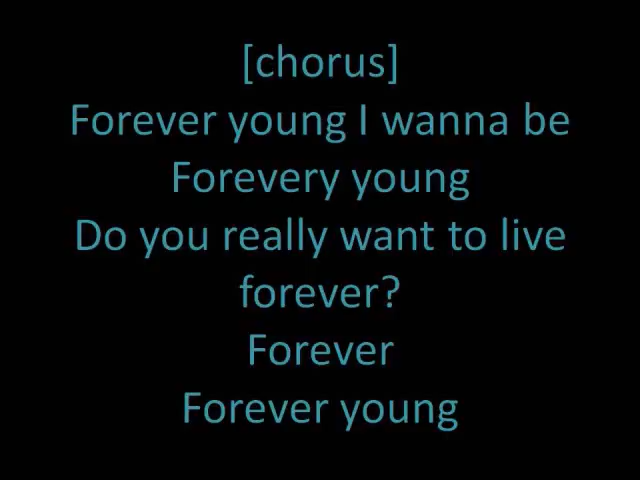 [chorus]
Forever young I wanna be
Forevery young
Do you really want to live
forever?
Forever
Forever young